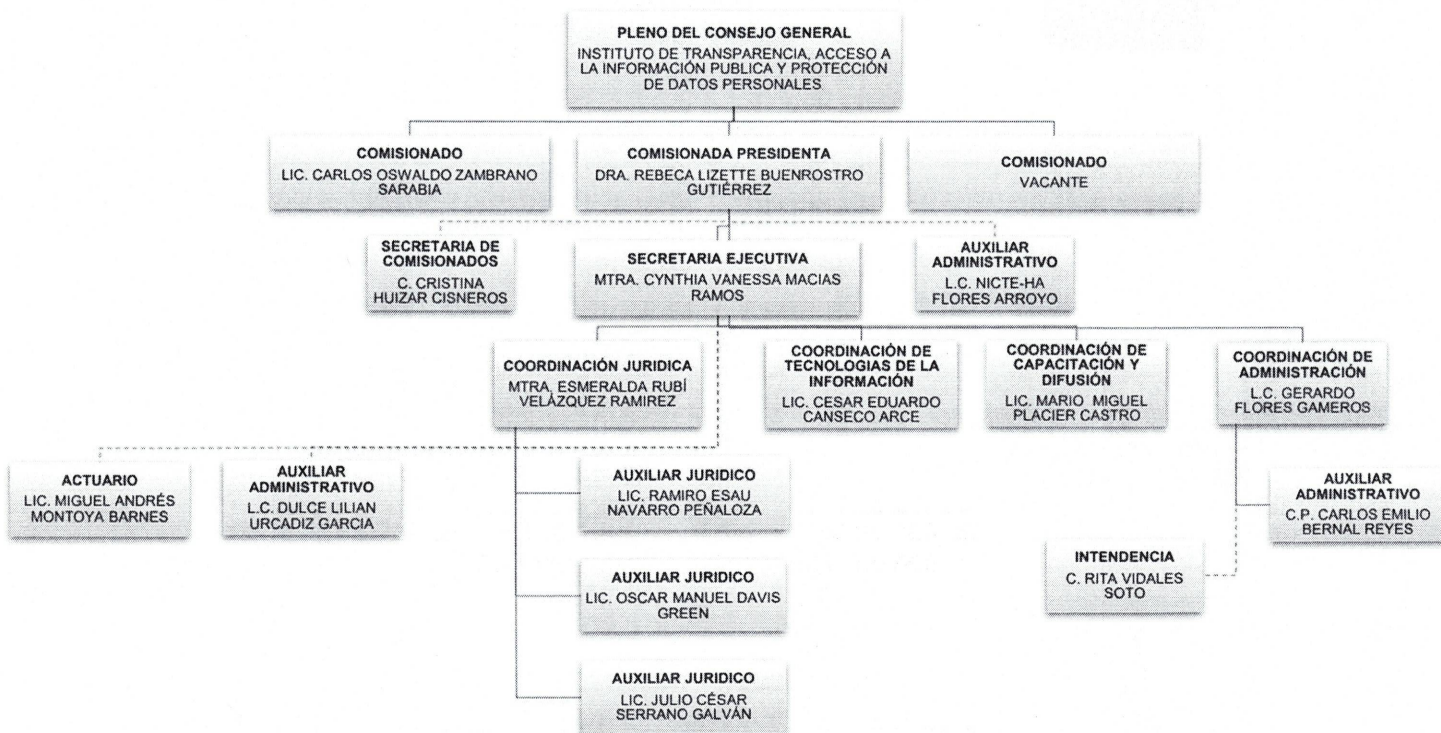 PLENO DEL CONSEJO GENERAL
INSTITUTO DE TRANSPARENCIA, ACCESO A
LA INFORMACIÓN PUBLICA Y PROTECCIÓN
DE DATOS PERSONALES
COMISIONADO
LIC. CARLOS OSWALDO ZAMBRANO
SARABIA
COMISIONADA PRESIDENTA
DRA. REBECA LIZETTE BUENROSTRO
GUTIÉRREZ
COMISIONADO
VACANTE
SECRETARIA DE
COMISIONADOS
C. CRISTINA
HUIZAR CISNEROS
SECRETARIA EJECUTIVA
MTRA. CYNTHIA VANESSA MACIAS
RAMOS
AUXILIAR
ADMINISTRATIVO
L.C. NICTE-HA
FLORES ARROYO
COORDINACIÓN JURIDICA
MTRA. ESMERALDA RUBÍ
VELÁZQUEZ RAMIREZ
COORDINACIÓN DE
TECNOLOGIAS DE LA
INFORMACIÓN
LIC. CESAR EDUARDO
CANSECO ARCE
COORDINACIÓN DE
CAPACITACIÓN Y
DIFUSIÓN
LIC. MARIO MIGUEL
PLACIER CASTRO
COORDINACIÓN DE
ADMINISTRACIÓN
L.C. GERARDO
FLORES GAMEROS
ACTUARIO
LIC. MIGUEL ANDRÉS
MONTOYA BARNES
AUXILIAR
ADMINISTRATIVO
L.C. DULCE LILIAN
URCADIZ GARCIA
AUXILIAR JURIDICO
LIC. RAMIRO ESAU
NAVARRO PEÑALOZA
AUXILIAR
ADMINISTRATIVO
C.P. CARLOS EMILIO
BERNAL REYES
INTENDENCIA
C. RITA VIDALES
SOTO
AUXILIAR JURIDICO
LIC. OSCAR MANUEL DAVIS
GREEN
AUXILIAR JURIDICO
LIC. JULIO CÉSAR
SERRANO GALVÁN